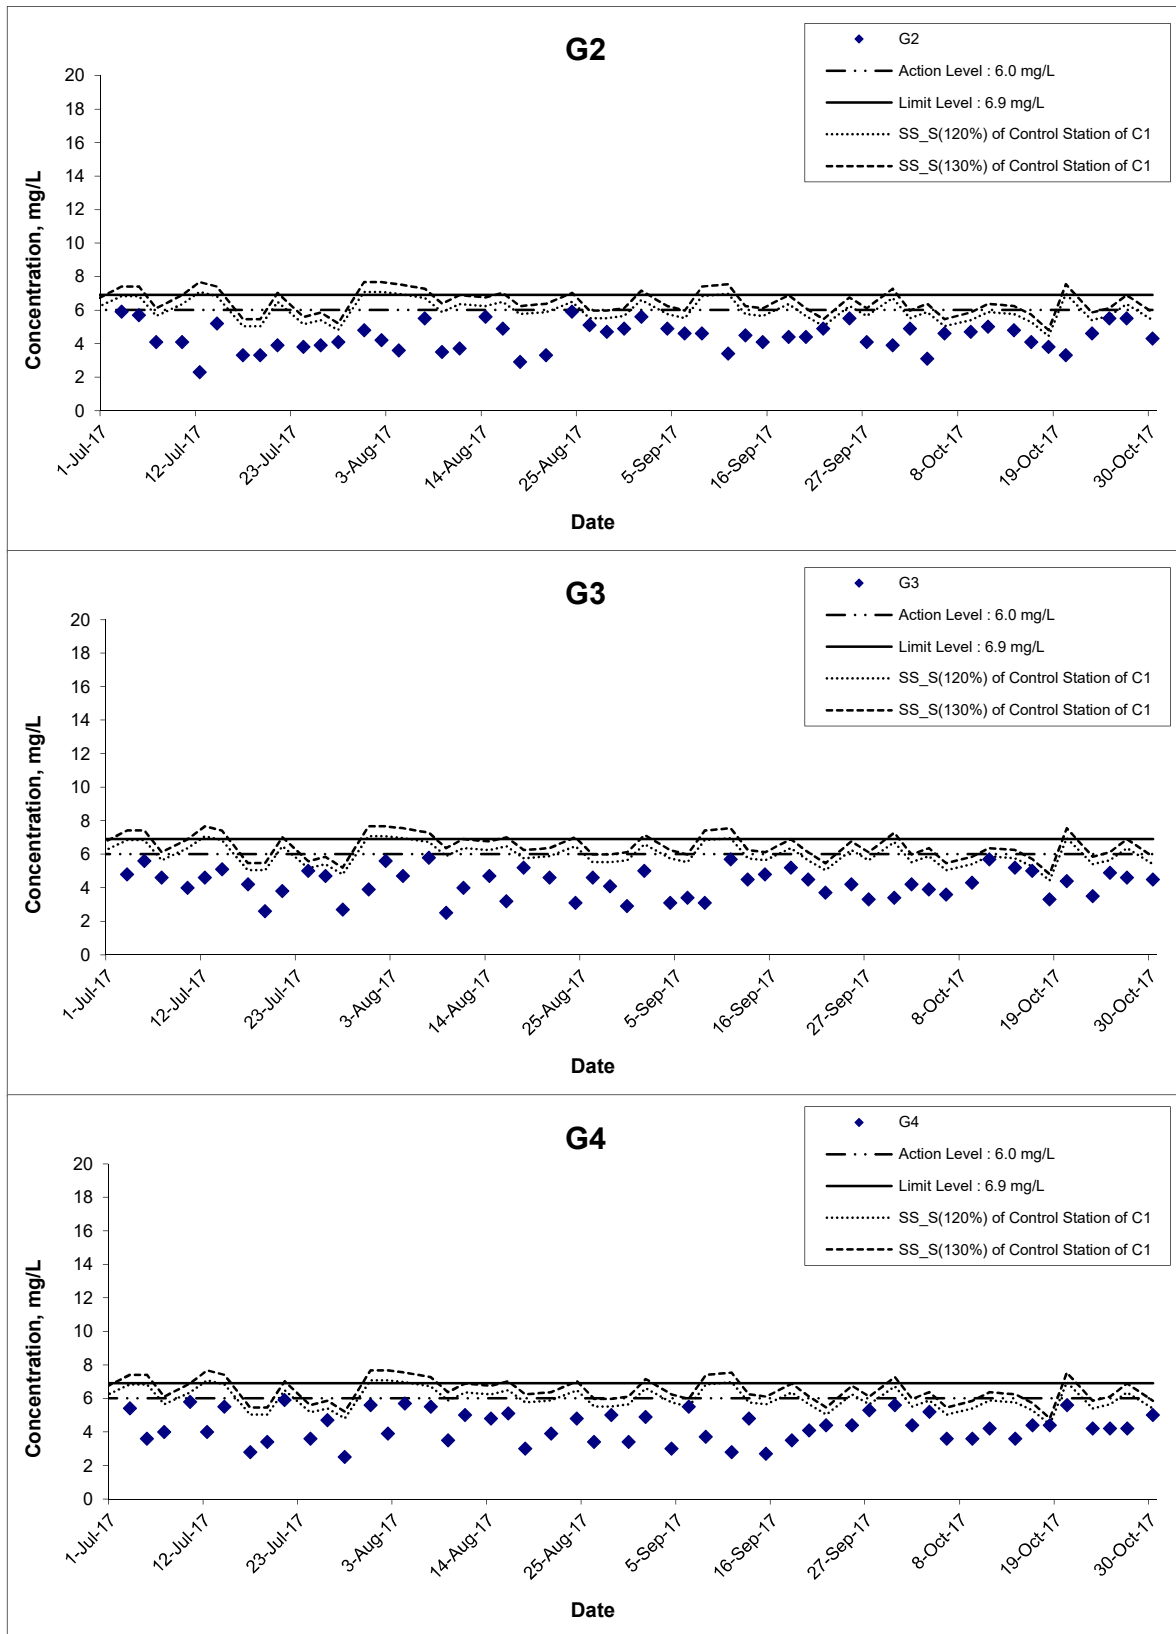 G2
G2
Action Level : 6.0 mg/L
Limit Level : 6.9 mg/L
SS_S(120%) of Control Station of C1
SS_S(130%) of Control Station of C1
Concentration, mg/L
20
18
16
14
12
10
8
6
4
2
0
1-Jul-17
12-Jul-17
23-Jul-17
3-Aug-17
14-Aug-17
25-Aug-17
5-Sep-17
16-Sep-17
27-Sep-17
8-Oct-17
19-Oct-17
30-Oct-17
Date
G3
G3
Action Level : 6.0 mg/L
Limit Level : 6.9 mg/L
SS_S(120%) of Control Station of C1
SS_S(130%) of Control Station of C1
Concentration, mg/L
20
18
16
14
12
10
8
6
4
2
0
1-Jul-17
12-Jul-17
23-Jul-17
3-Aug-17
14-Aug-17
25-Aug-17
5-Sep-17
16-Sep-17
27-Sep-17
8-Oct-17
19-Oct-17
30-Oct-17
Date
G4
G4
Action Level : 6.0 mg/L
Limit Level : 6.9 mg/L
SS_S(120%) of Control Station of C1
SS_S(130%) of Control Station of C1
Concentration, mg/L
20
18
16
14
12
10
8
6
4
2
0
1-Jul-17
12-Jul-17
23-Jul-17
3-Aug-17
14-Aug-17
25-Aug-17
5-Sep-17
16-Sep-17
27-Sep-17
8-Oct-17
19-Oct-17
30-Oct-17
Date